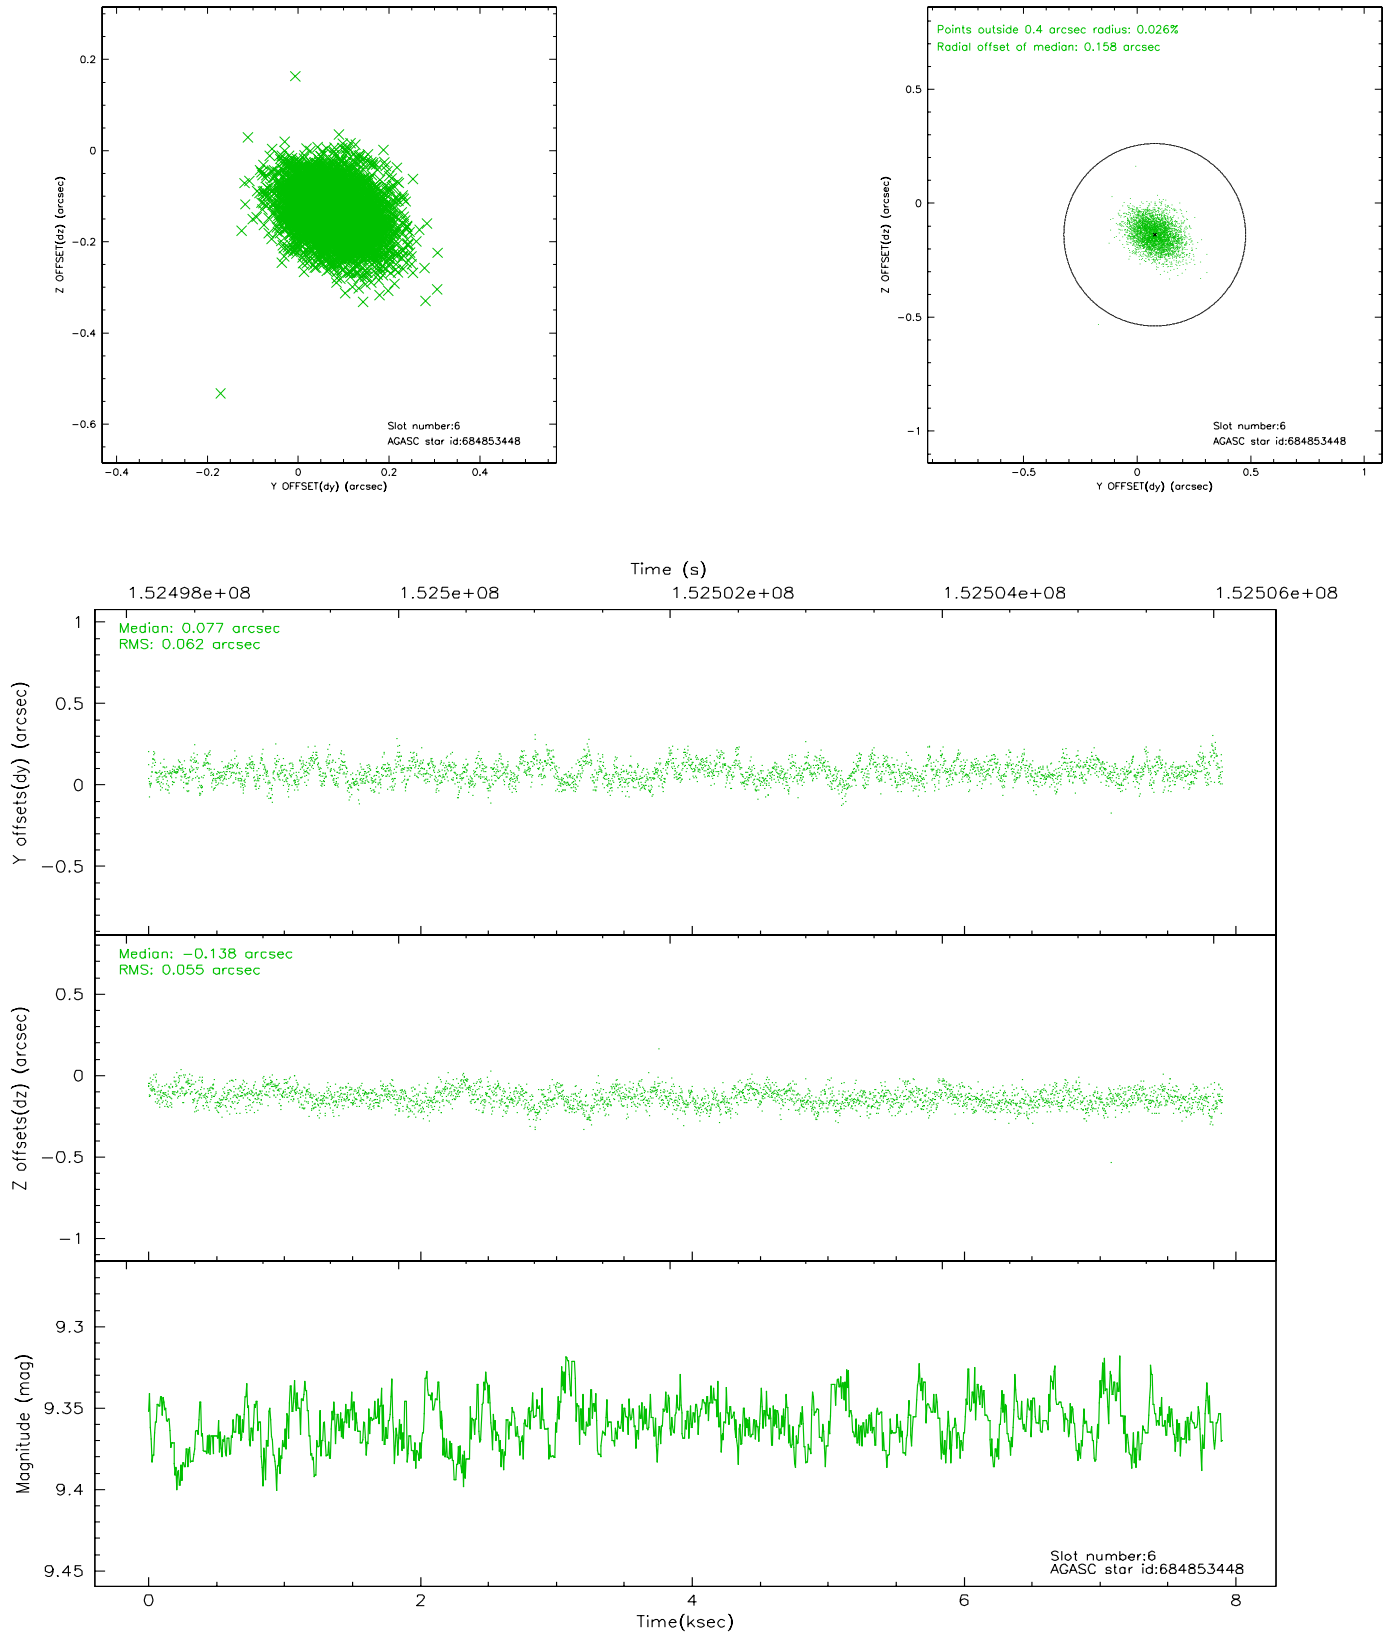 0.2
0
−0.2
−0.4
−0.6
Z OFFSET(dz) (arcsec)
Slot number:6
AGASC star id:684853448
−0.4 −0.2 0 0.2 0.4
Y OFFSET(dy) (arcsec)
Points outside 0.4 arcsec radius: 0.026%
Radial offset of median: 0.158 arcsec
0.5
0
−0.5
−1
Z OFFSET(dz) (arcsec)
Slot number:6
AGASC star id:684853448
−0.5 0 0.5 1
Y OFFSET(dy) (arcsec)
Time (s)
1.52498e+08 1.525e+08 1.52502e+08 1.52504e+08 1.52506e+08
Median: 0.077 arcsec
RMS: 0.062 arcsec
1
0.5
0
−0.5
Y offsets(dy) (arcsec)
Median: −0.138 arcsec
RMS: 0.055 arcsec
0.5
0
−0.5
−1
Z offsets(dz) (arcsec)
9.3
9.35
9.4
9.45
Magnitude (mag)
Slot number:6
AGASC star id:684853448
0 2 4 6 8
Time(ksec)